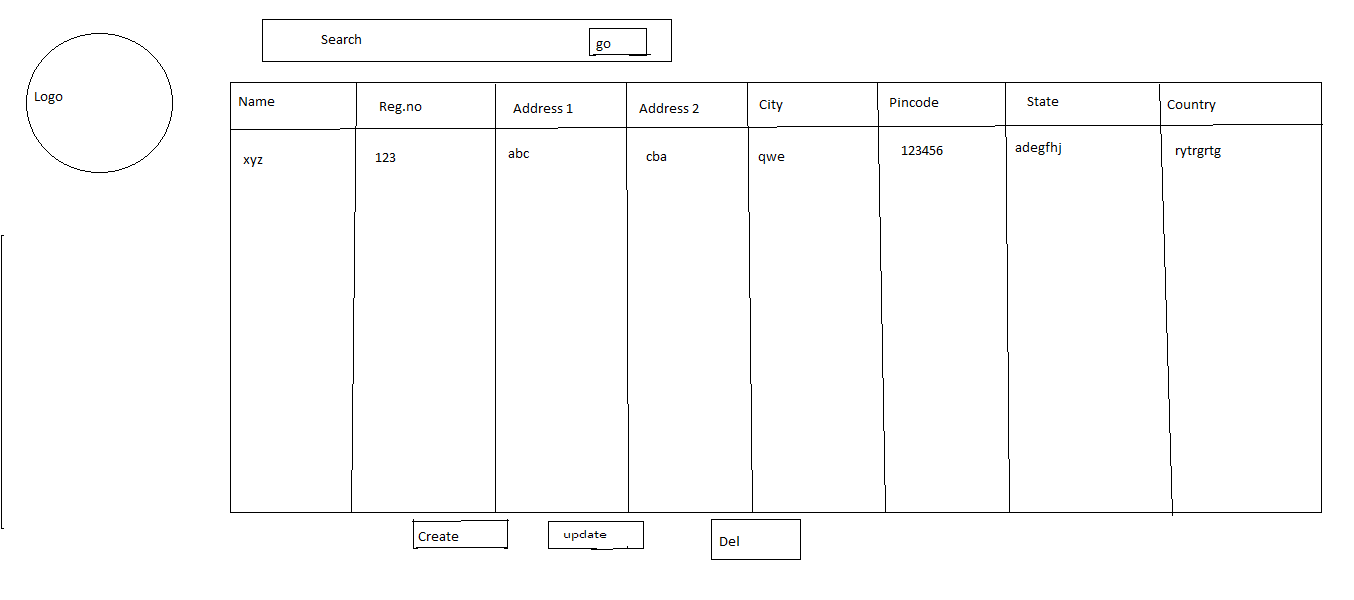 Search
go
Logo
Name Reg.no Address 1 Address 2 City Pincode State Country
xyz 123 abc cba qwe 123456 adegfhj rytrgrtg
Create update Del